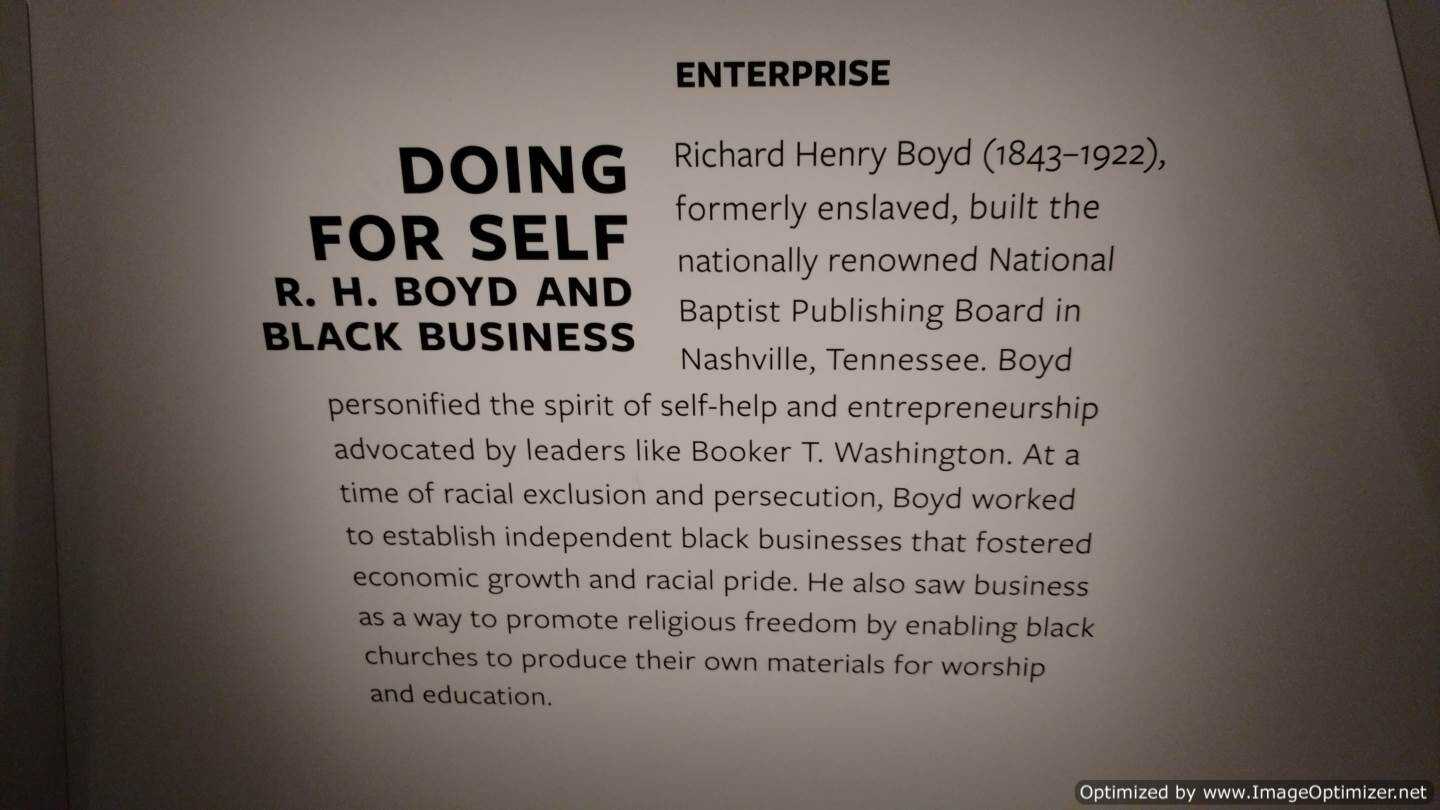 ENTERPRISE
DOING
FOR SELF
R. H. BOYD AND
BLACK BUSINESS
Richard Henry Boyd (1843–1922),
formerly enslaved, built the
nationally renowned National
Baptist Publishing Board in
Nashville, Tennessee. Boyd
personified the spirit of self-help and entrepreneurship
advocated by leaders like Booker T. Washington. At a
time of racial exclusion and persecution, Boyd worked
to establish independent black businesses that fostered
economic growth and racial pride. He also saw business
as a way to promote religious freedom by enabling black
churches to produce their own materials for worship
and education.
Optimized by www.ImageOptimizer.net